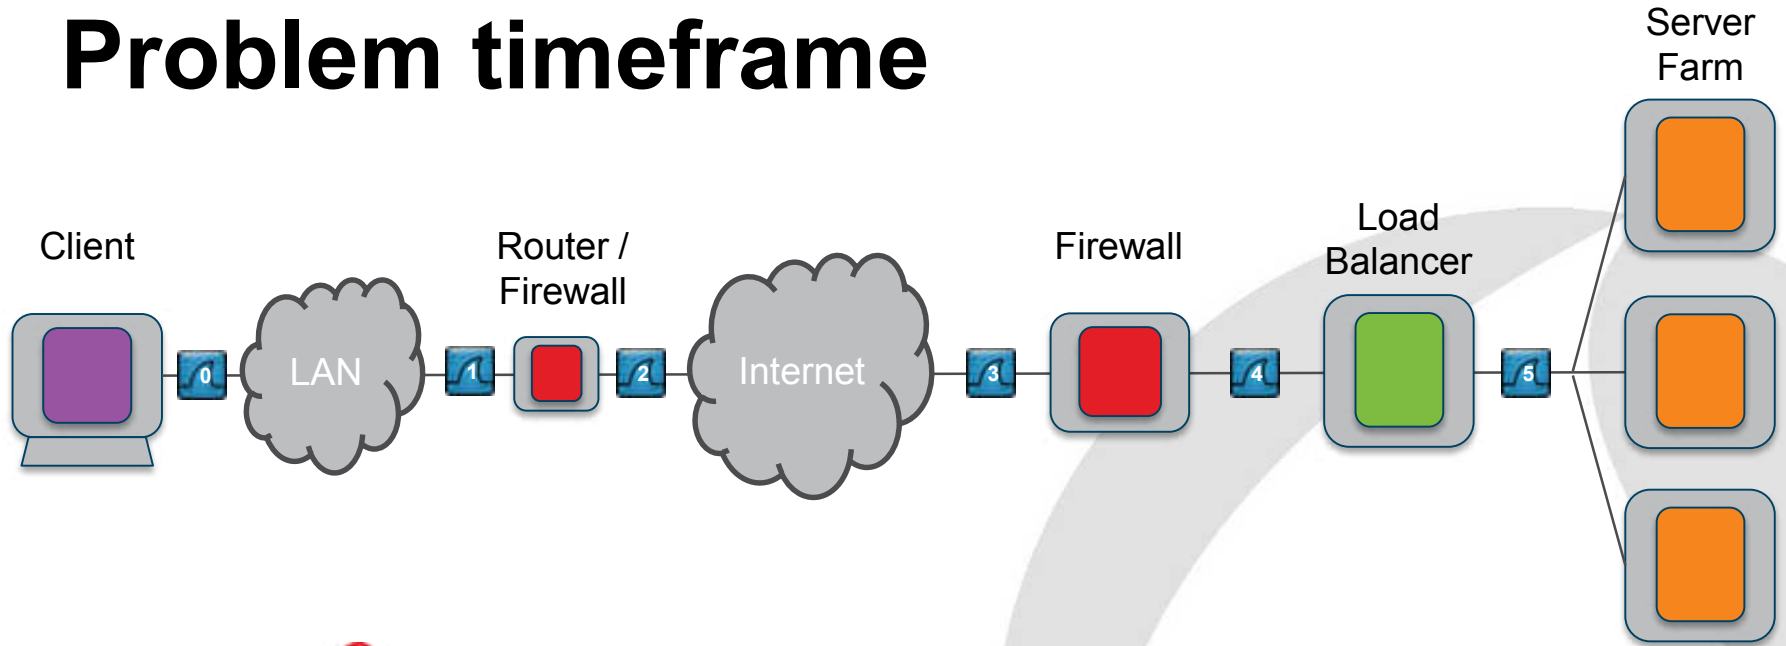 Problem timeframe
Server
Farm
Client
Router /
Firewall
Firewall
Load
Balancer
LAN
Internet
0
1
2
3
4
5